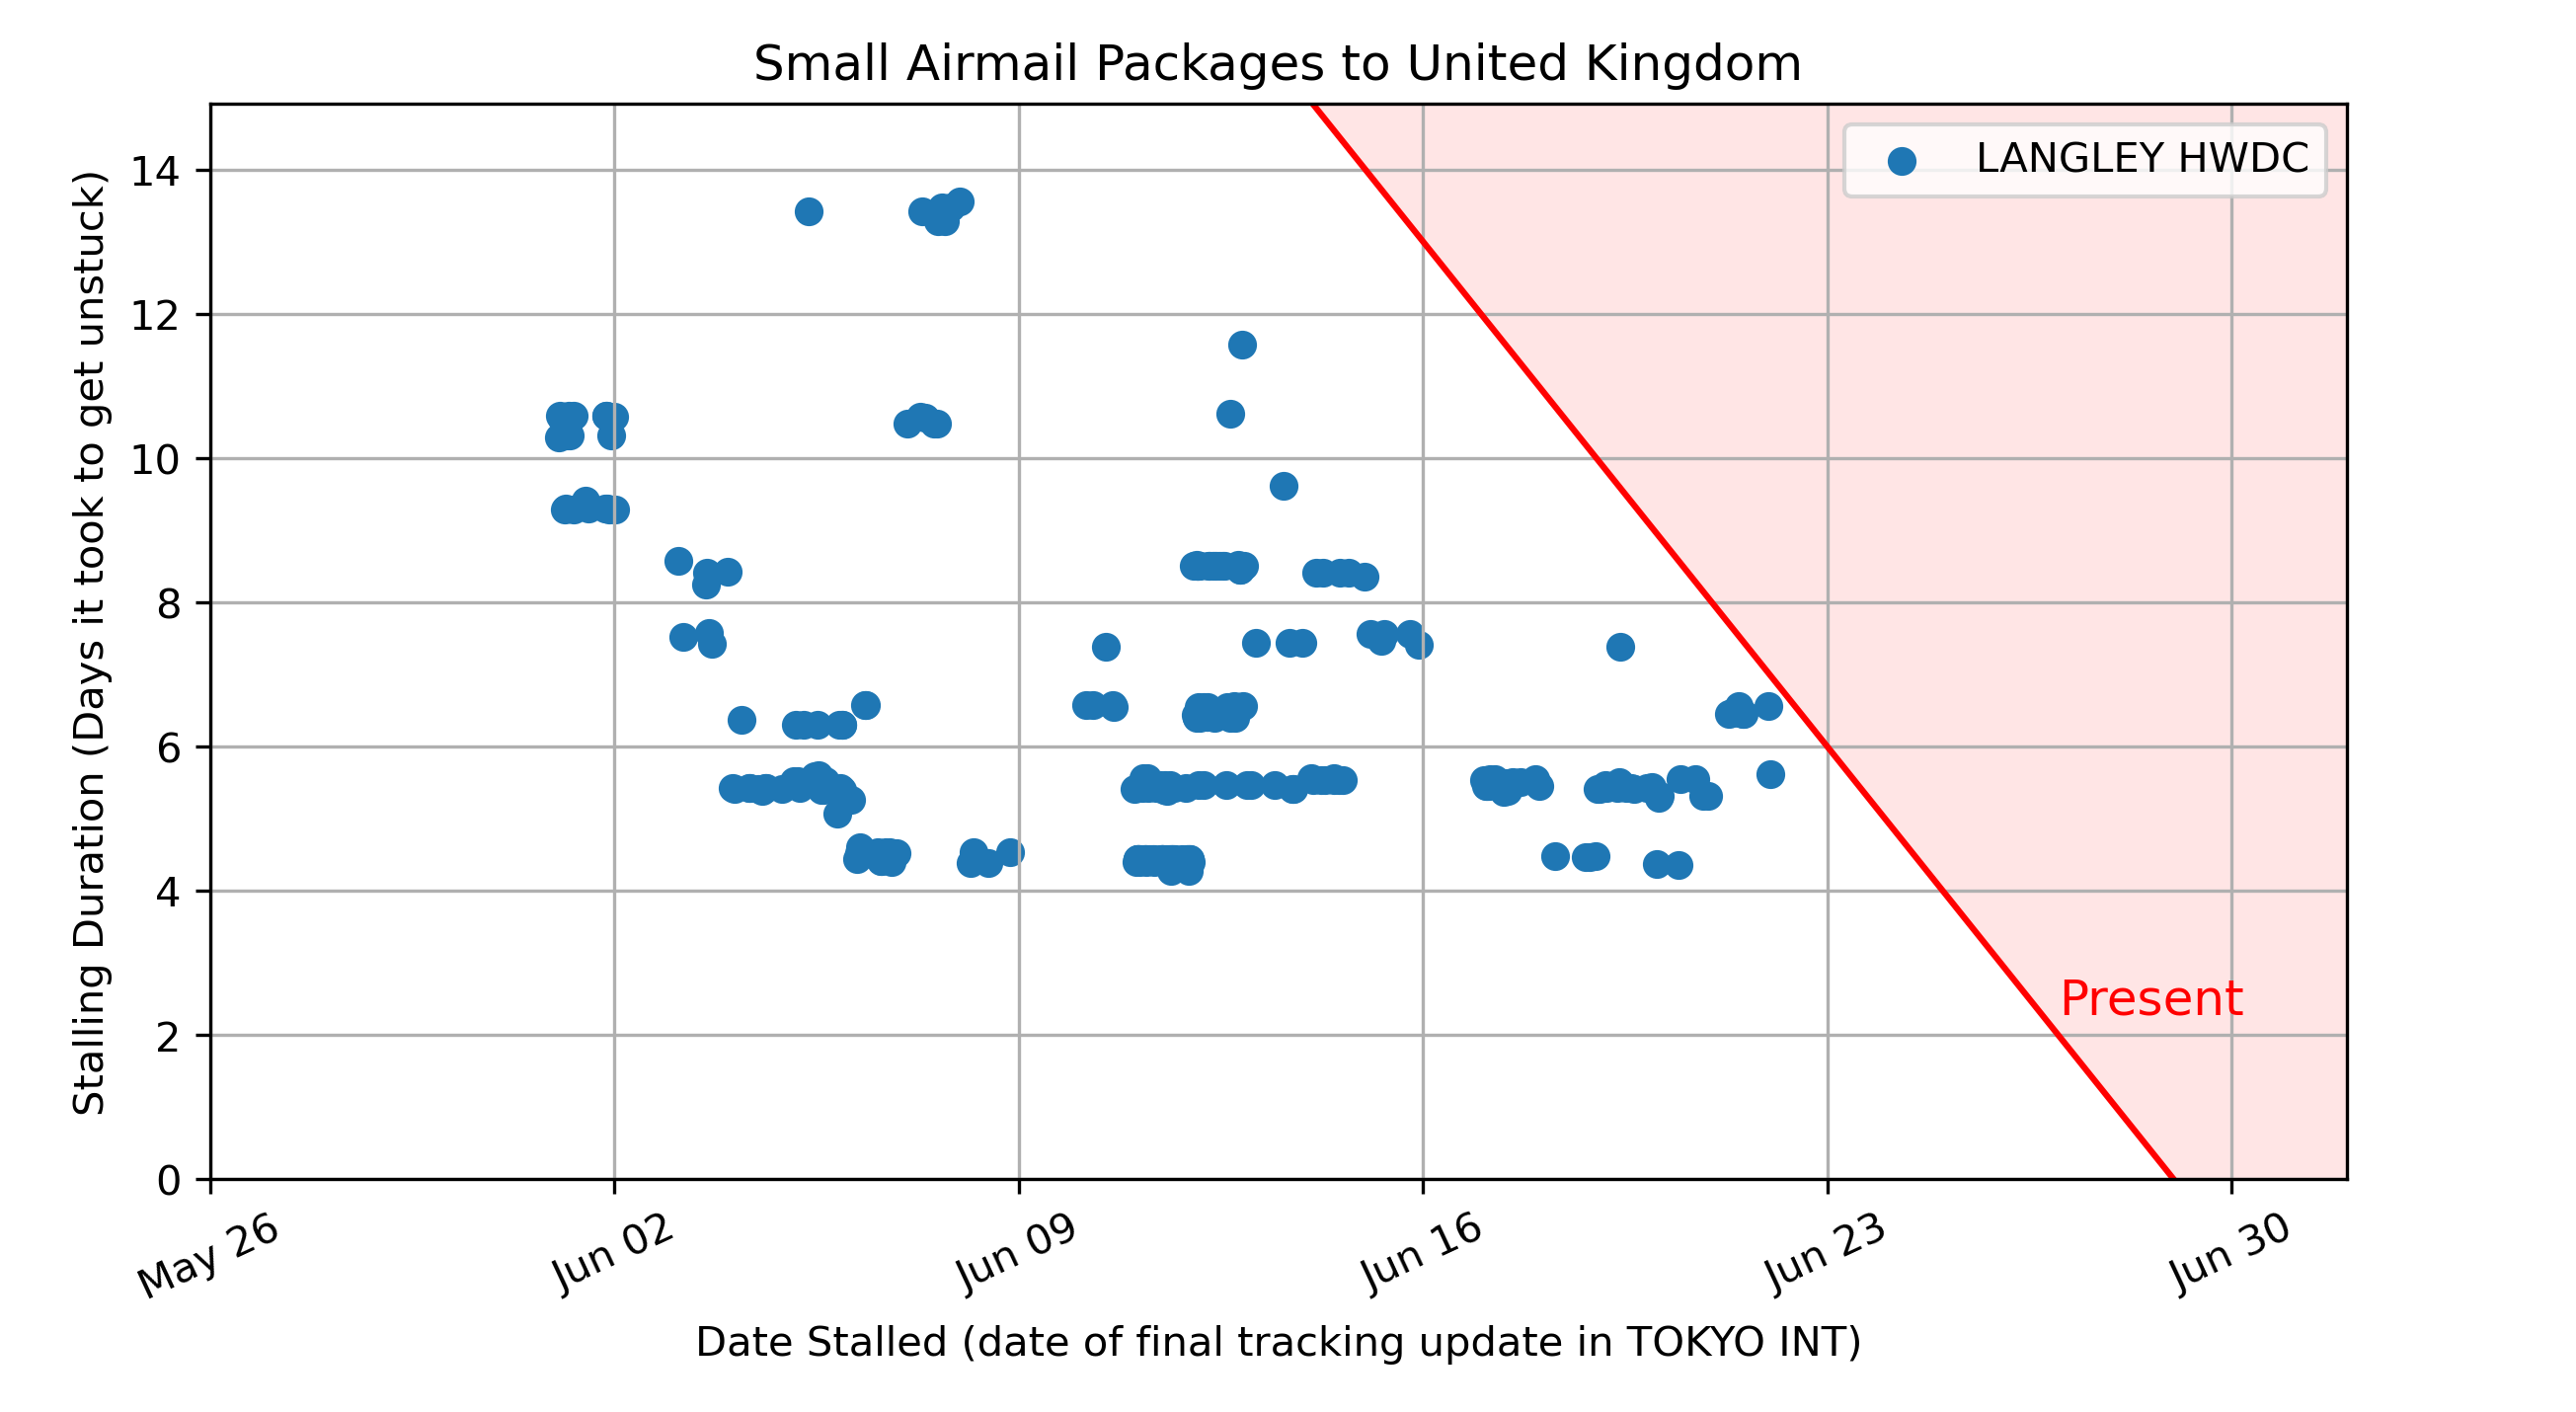 Small Airmail Packages to United Kingdom
LANGLEY HWDC
Stalling Duration (Days it took to get unstuck)
14
12
10
8
6
4
2
0
Present
May 26
Jun 02
Jun 09
Jun 16
Jun 23
Jun 30
Date Stalled (date of final tracking update in TOKYO INT)